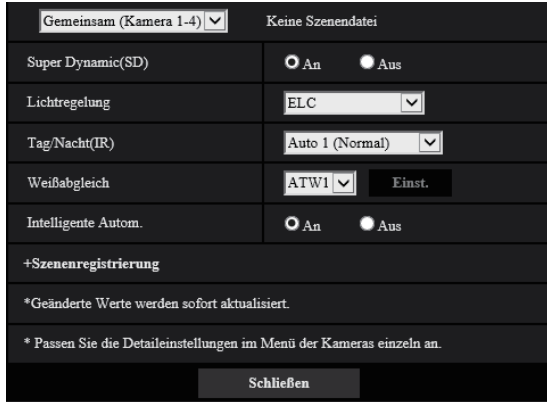 Gemeinsam (Kamera 1-4) Keine Szenendatei
Super Dynamic(SD) An Aus
Lichtregelung ELC
Tag/Nacht(IR) Auto 1 (Normal)
Weißabgleich ATW1 Einst.
Intelligente Autom. An Aus
+Szenenregistrierung
*Geänderte Werte werden sofort aktualisiert.
* Passen Sie die Detaileinstellungen im Menü der Kameras einzeln an.
Schließen